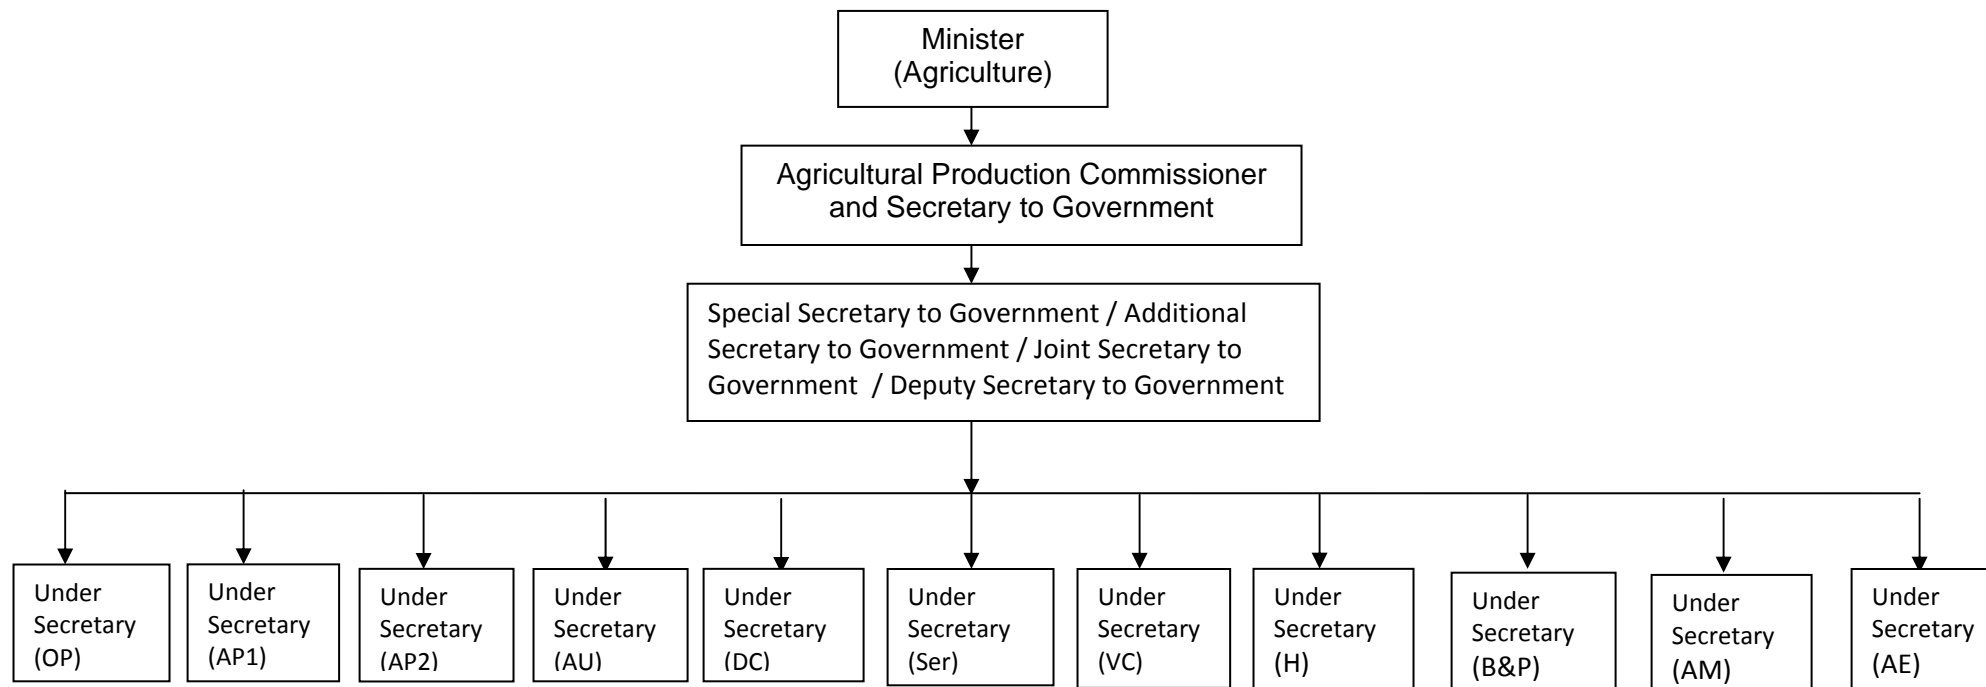 Minister
(Agriculture)
Agricultural Production Commissioner
and Secretary to Government
Special Secretary to Government / Additional
Secretary to Government / Joint Secretary to
Government / Deputy Secretary to Government
Under
Secretary
(OP)
Under
Secretary
(AP1)
Under
Secretary
(AP2)
Under
Secretary
(AU)
Under
Secretary
(DC)
Under
Secretary
(Ser)
Under
Secretary
(VC)
Under
Secretary
(H)
Under
Secretary
(B&P)
Under
Secretary
(AM)
Under
Secretary
(AE)